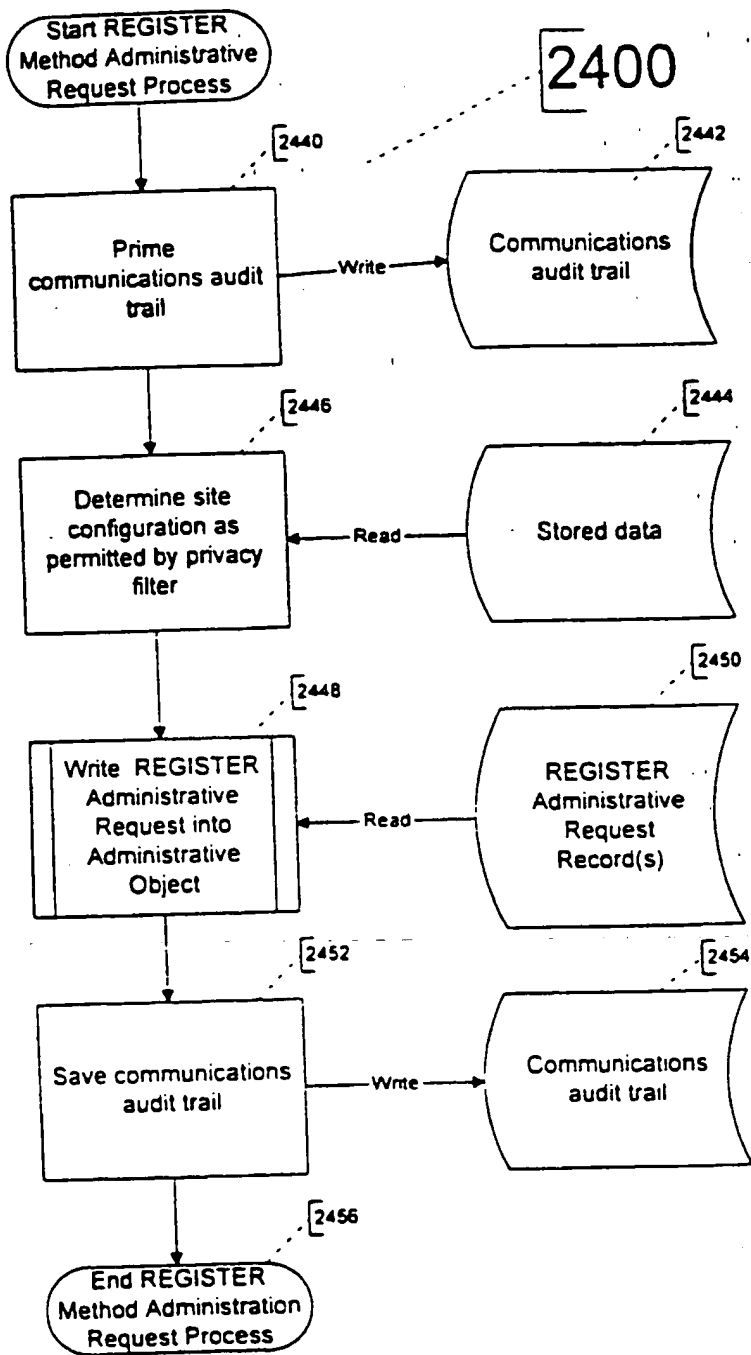 Start REGISTER
Method Administrative
Request Process
2400
2440
2442
Prime
communications audit
trail
Write
Communications
audit trail
2446
2444
Determine site
configuration as
permitted by privacy
filter
Read
Stored data
2448
2450
Write REGISTER
Administrative
Request into
Administrative
Object
Read
REGISTER
Administrative
Request
Record(s)
2452
2454
Save communications
audit trail
Write
Communications
audit trail
2456
End REGISTER
Method Administration
Request Process